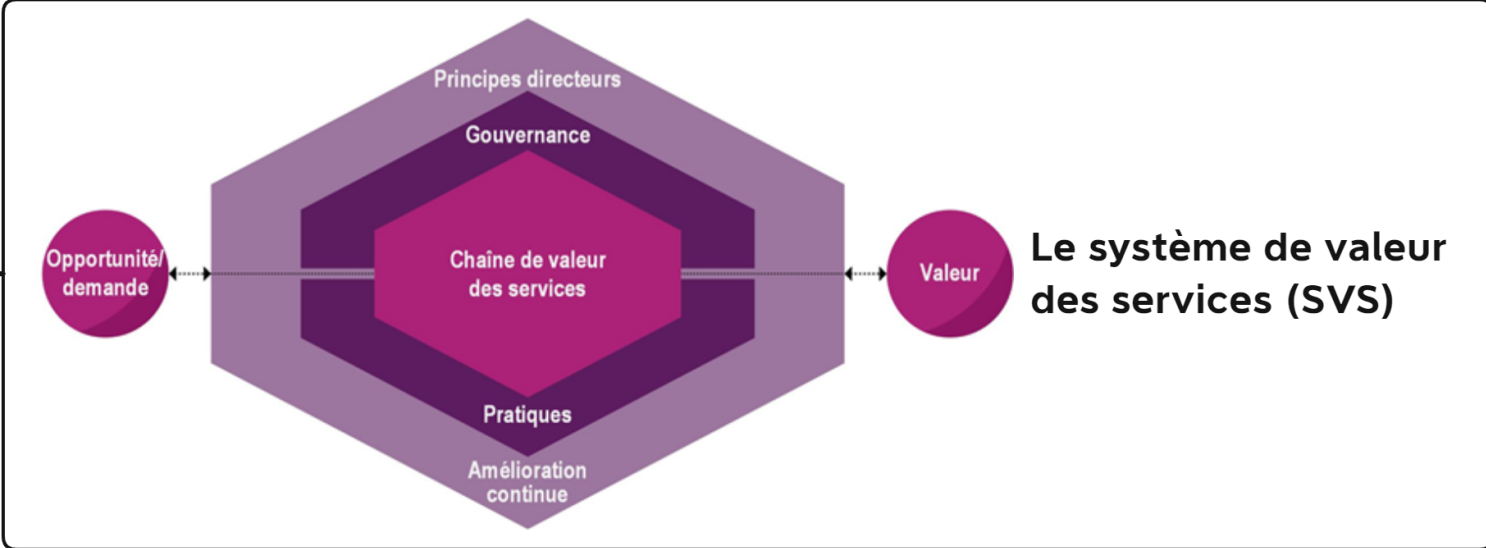 Principes directeurs
Gouvernance
Opportunité/
demande
Chaîne de valeur
des services
Valeur
Le système de valeur
des services (SVS)
Pratiques
Amélioration
continue